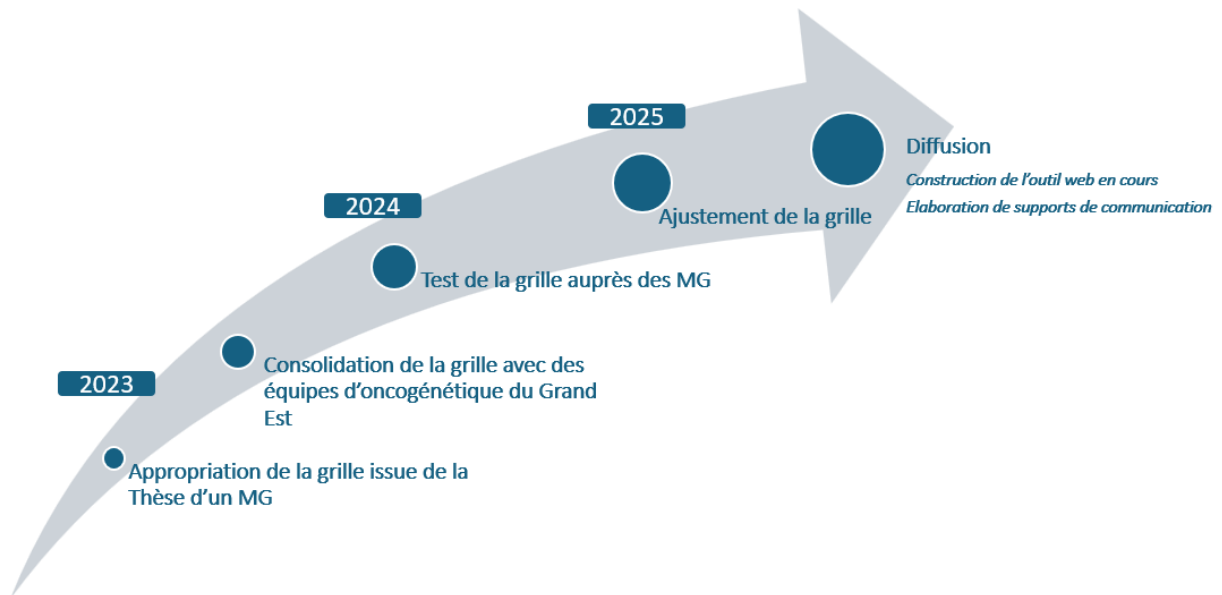 2023
Appropriation de la grille issue de la
Thèse d'un MG
Consolidation de la grille avec des
équipes d'oncogénétique du Grand
Est
2024
Test de la grille auprès des MG
2025
Ajustement de la grille
Diffusion
Construction de l'outil web en cours
Elaboration de supports de communication